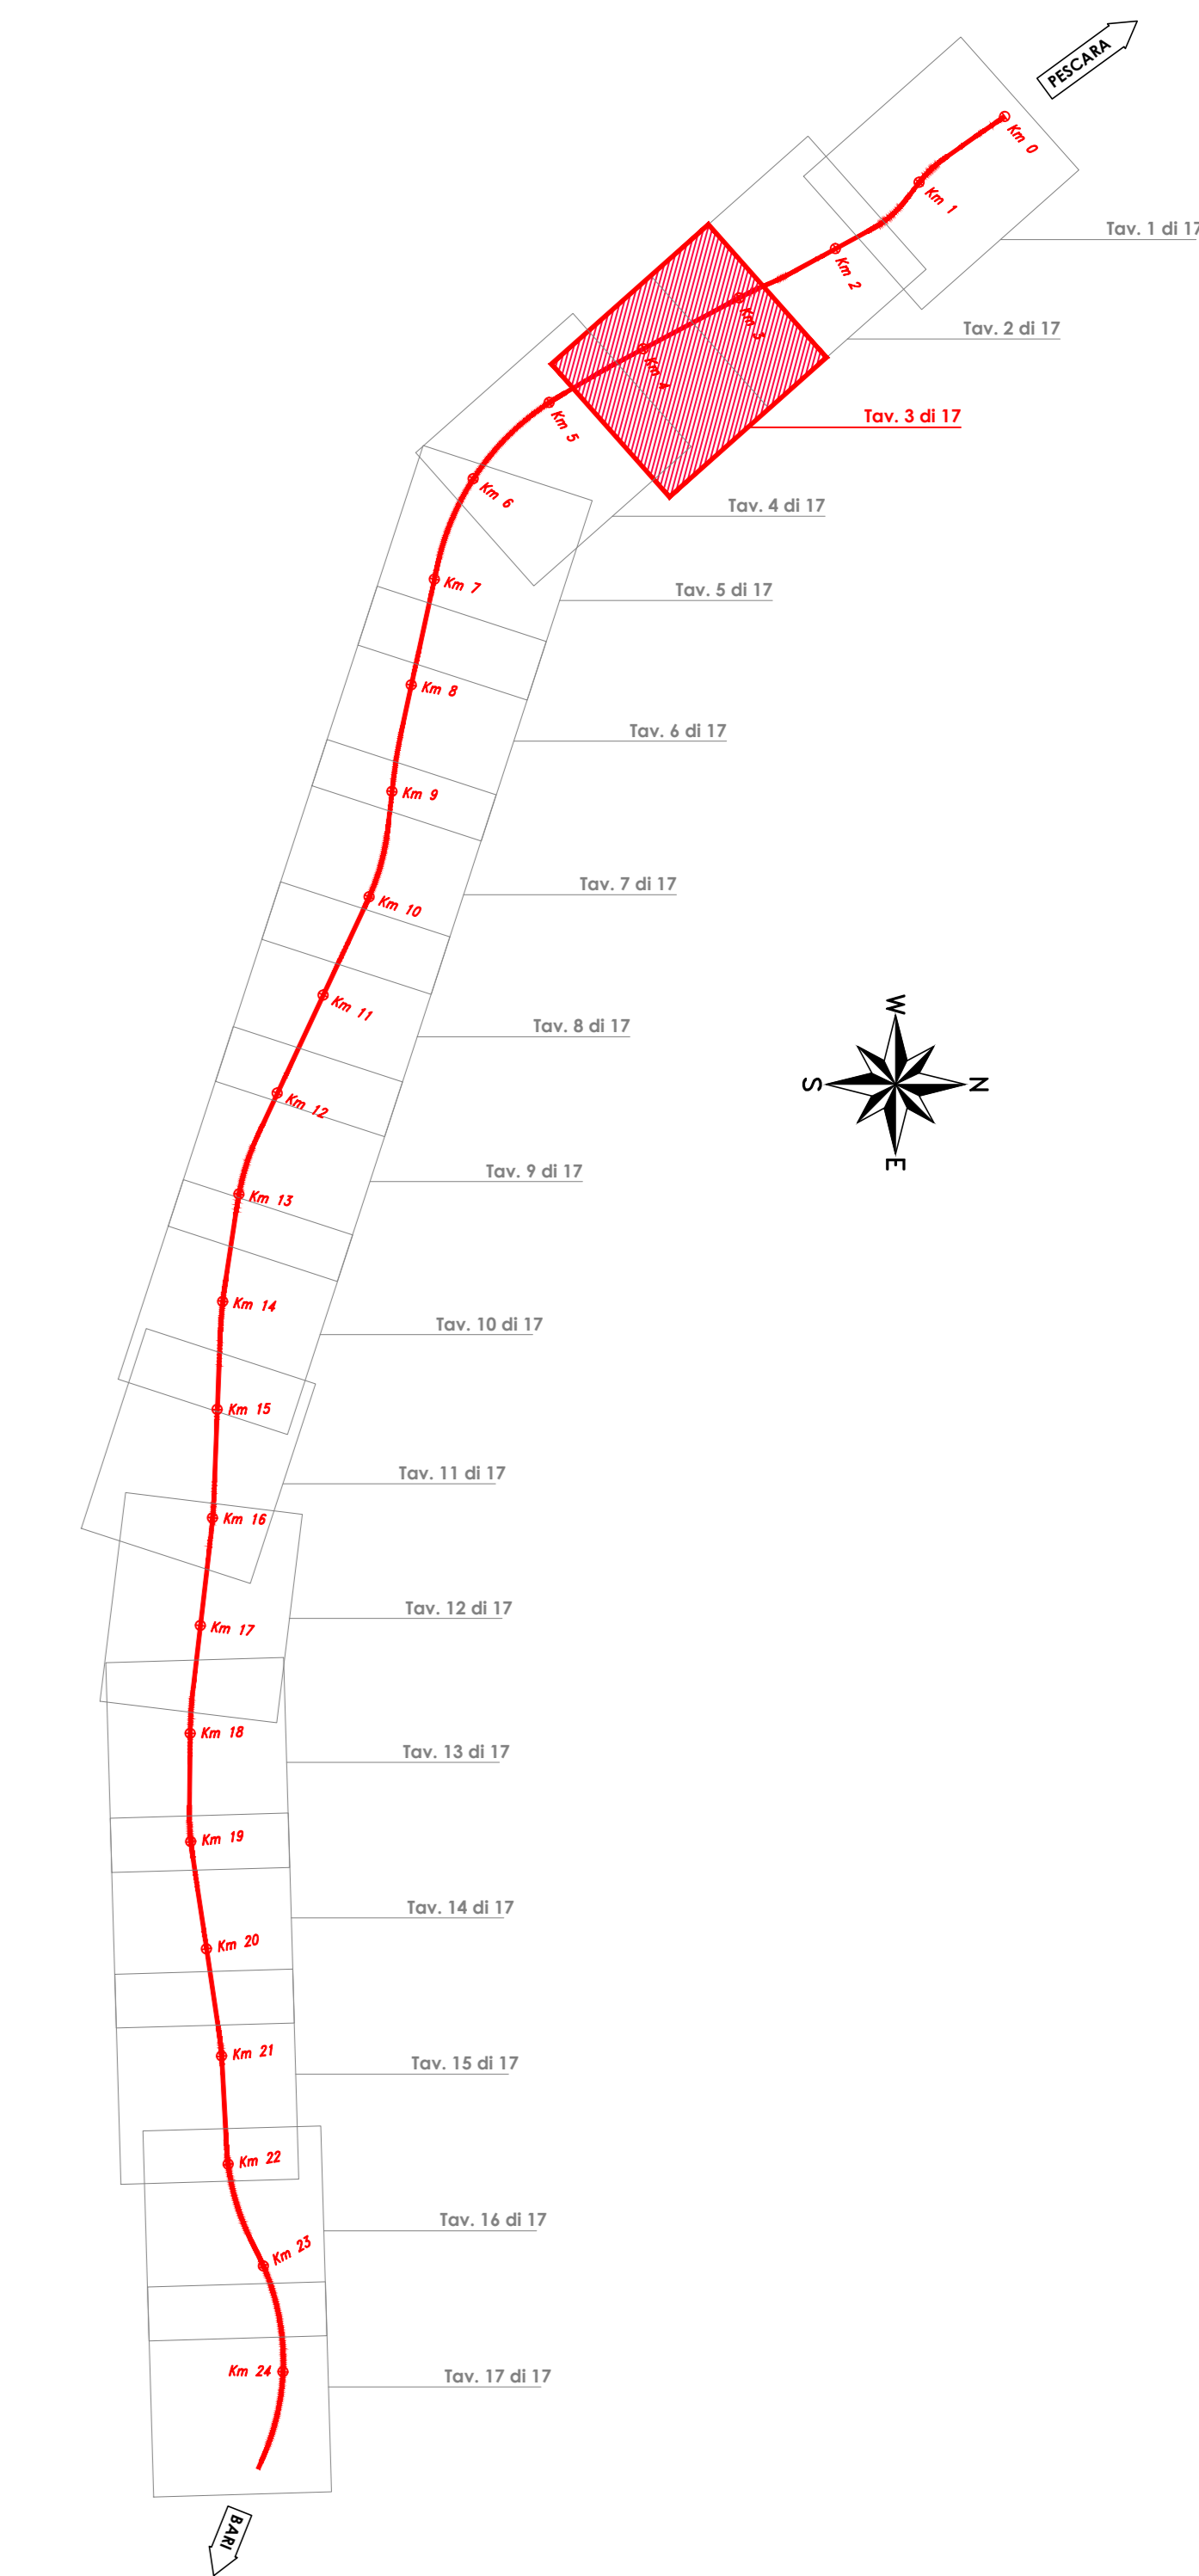 PESCARA
Km 0
Km 1
Tav. 1 di 17
Km 2
Tav. 2 di 17
Km 3
Km 4
Tav. 3 di 17
Km 5
Km 6
Tav. 4 di 17
Km 7
Tav. 5 di 17
Km 8
Tav. 6 di 17
Km 9
Tav. 7 di 17
Km 10
W
Km 11
Tav. 8 di 17
S
N
Km 12
E
Tav. 9 di 17
Km 13
Km 14
Tav. 10 di 17
Km 15
Tav. 11 di 17
Km 16
Tav. 12 di 17
Km 17
Km 18
Tav. 13 di 17
Km 19
Tav. 14 di 17
Km 20
Km 21
Tav. 15 di 17
Km 22
Tav. 16 di 17
Km 23
Km 24
Tav. 17 di 17
BARI